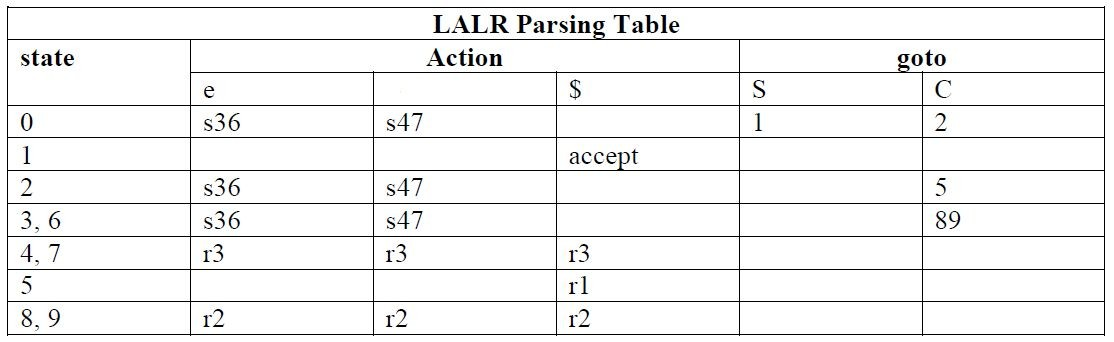 LALR Parsing Table
state Action goto
e $ S C
0 s36 s47 1 2
1 accept
2 s36 s47 5
3, 6 s36 s47 89
4, 7 r3 r3 r3
5 r1
8, 9 r2 r2 r2